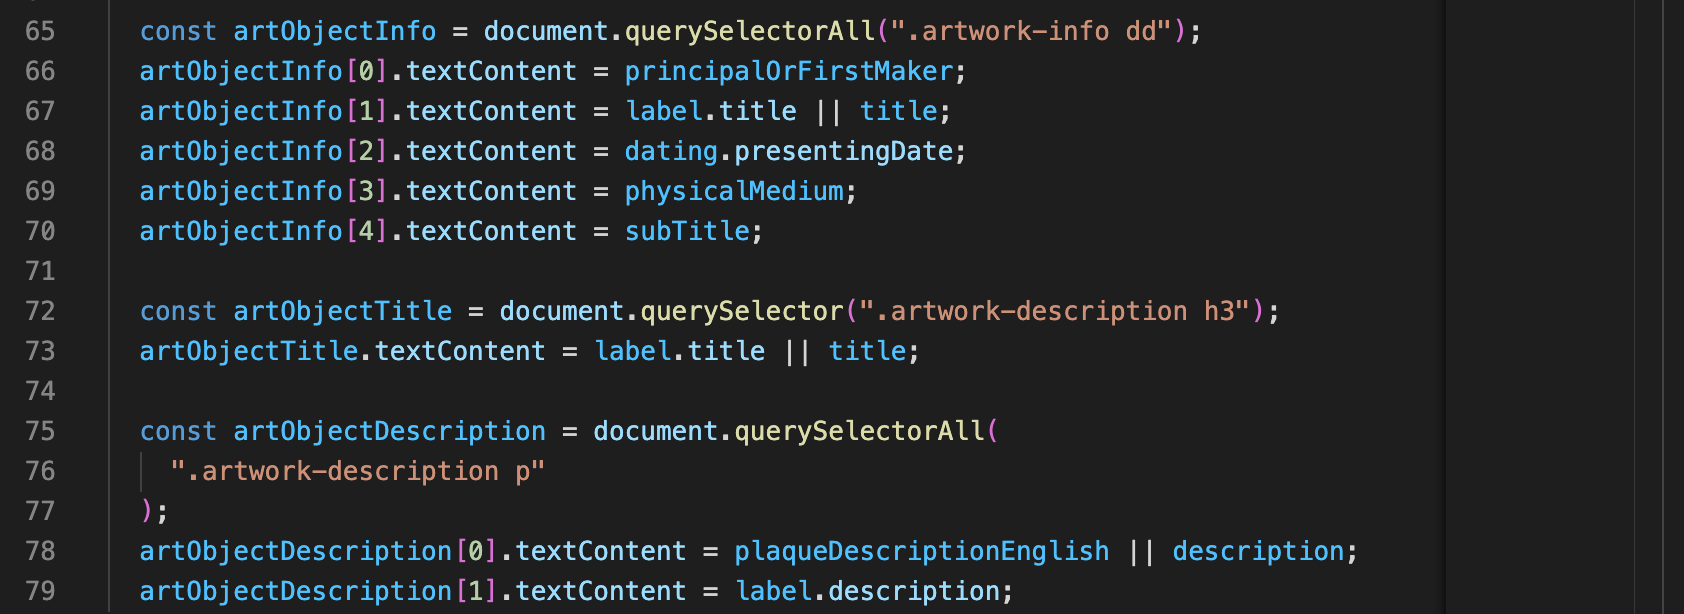 65 const artObjectInfo = document.querySelectorAll(".artwork-info dd");
66 artObjectInfo[0].textContent = principalOrFirstMaker;
67 artObjectInfo[1].textContent = label.title || title;
68 artObjectInfo[2].textContent = dating.presentingDate;
69 artObjectInfo[3].textContent = physicalMedium;
70 artObjectInfo[4].textContent = subTitle;
71
72 const artObjectTitle = document.querySelector(".artwork-description h3");
73 artObjectTitle.textContent = label.title || title;
74
75 const artObjectDescription = document.querySelectorAll(
76   ".artwork-description p"
77 );
78 artObjectDescription[0].textContent = plaqueDescriptionEnglish || description;
79 artObjectDescription[1].textContent = label.description;